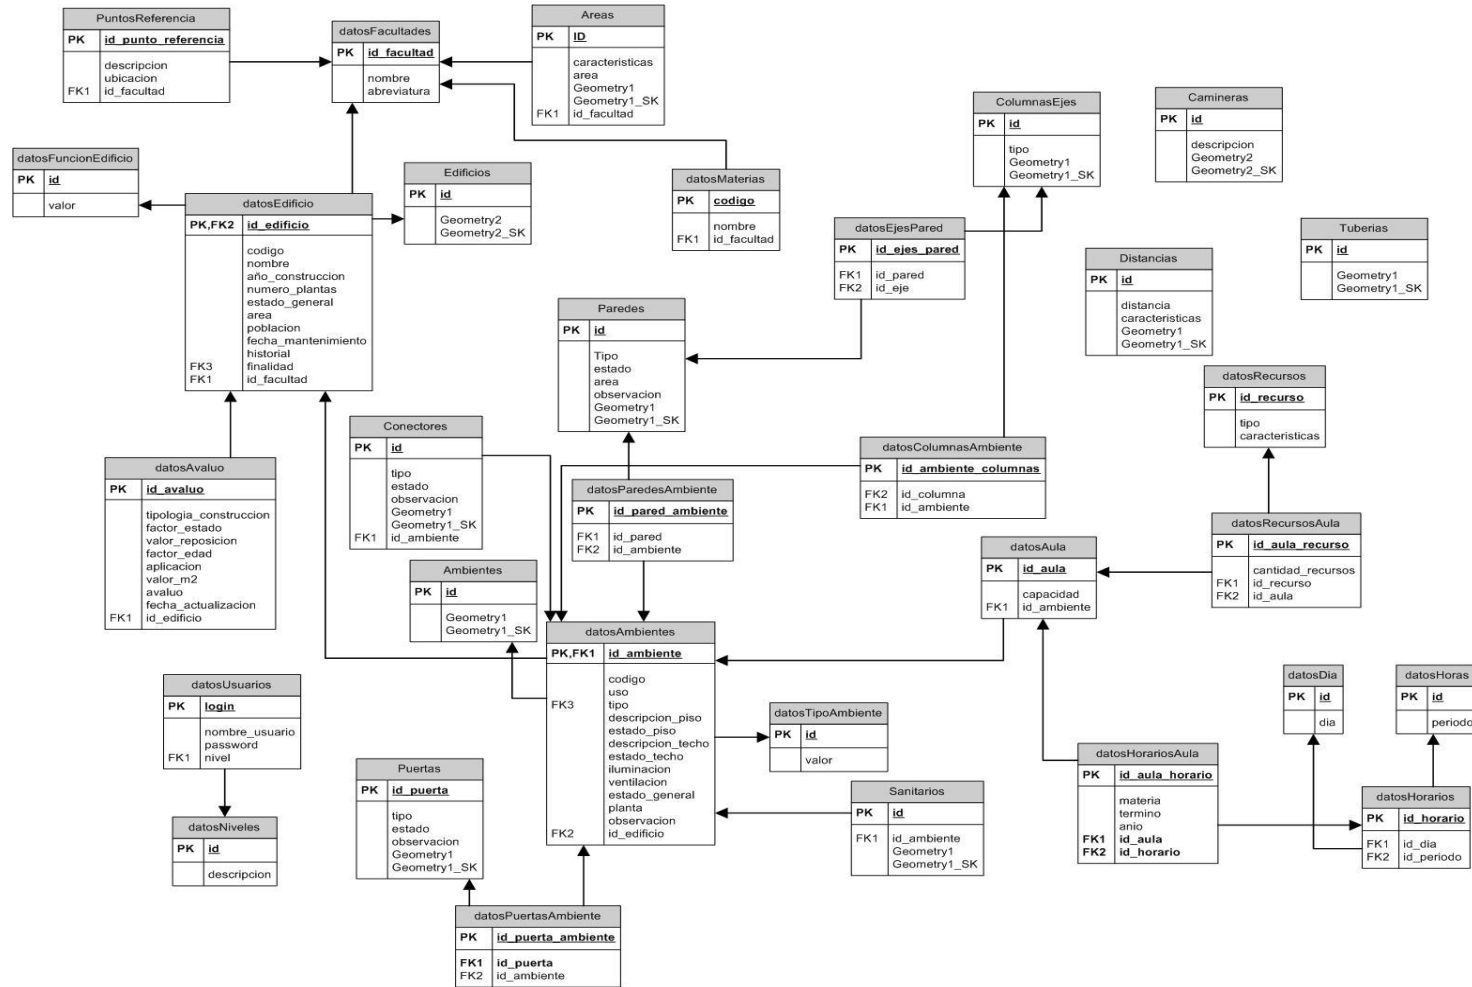 PuntosReferencia
PK id_punto_referencia
descripcion
ubicacion
FK1 id_facultad
datosFacultades
PK id_facultad
nombre
abreviatura
Areas
PK ID
caracteristicas
area
Geometry1
Geometry1_SK
FK1 id_facultad
ColumnasEjes
PK id
tipo
Geometry1
Geometry1_SK
Camineras
PK id
descripcion
Geometry2
Geometry2_SK
datosFuncionEdificio
PK id
valor
datosEdificio
PK,FK2 id_edificio
codigo
nombre
año_construccion
numero_plantas
estado_general
area
poblacion
fecha_mantenimiento
historial
FK3 finalidad
FK1 id_facultad
Edificios
PK id
Geometry2
Geometry2_SK
datosMaterias
PK codigo
nombre
FK1 id_facultad
datosEjesPared
PK id_ejes_pared
FK1 id_pared
FK2 id_eje
Distancias
PK id
distancia
caracteristicas
Geometry1
Geometry1_SK
Tuberias
PK id
Geometry1
Geometry1_SK
Paredes
PK id
Tipo
estado
area
observacion
Geometry1
Geometry1_SK
datosRecursos
PK id_recurso
tipo
caracteristicas
Conectores
PK id
tipo
estado
observacion
Geometry1
Geometry1_SK
FK1 id_ambiente
datosColumnasAmbiente
PK id_ambiente_columnas
FK2 id_columna
FK1 id_ambiente
datosAvaluo
PK id_avaluo
tipologia_construccion
factor_estado
valor_reposicion
factor_edad
aplicacion
valor_m2
avaluo
fecha_actualizacion
FK1 id_edificio
datosParedesAmbiente
PK id_pared_ambiente
FK1 id_pared
FK2 id_ambiente
datosRecursosAula
PK id_aula_recurso
cantidad_recursos
FK1 id_recurso
FK2 id_aula
datosAula
PK id_aula
capacidad
FK1 id_ambiente
Ambientes
PK id
Geometry1
Geometry1_SK
datosAmbientes
PK,FK1 id_ambiente
codigo
uso
FK3 tipo
descripcion_piso
estado_piso
descripcion_techo
estado_techo
iluminacion
ventilacion
estado_general
planta
observacion
FK2 id_edificio
datosUsuarios
PK login
nombre_usuario
password
FK1 nivel
datosTipoAmbiente
PK id
valor
datosDia
PK id
dia
datosHoras
PK id
periodo
datosHorariosAula
PK id_aula_horario
materia
termino
anio
FK1 id_aula
FK2 id_horario
datosHorarios
PK id_horario
FK1 id_dia
FK2 id_periodo
Puertas
PK id_puerta
tipo
estado
observacion
Geometry1
Geometry1_SK
Sanitarios
PK id
FK1 id_ambiente
Geometry1
Geometry1_SK
datosNiveles
PK id
descripcion
datosPuertasAmbiente
PK id_puerta_ambiente
FK1 id_puerta
FK2 id_ambiente